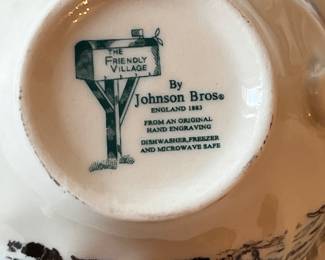 THE
FRIENDLY
VILLAGE
By
Johnson Bros®
ENGLAND 1883
FROM AN ORIGINAL
HAND ENGRAVING
DISHWASHER,FREEZER
AND MICROWAVE SAFE